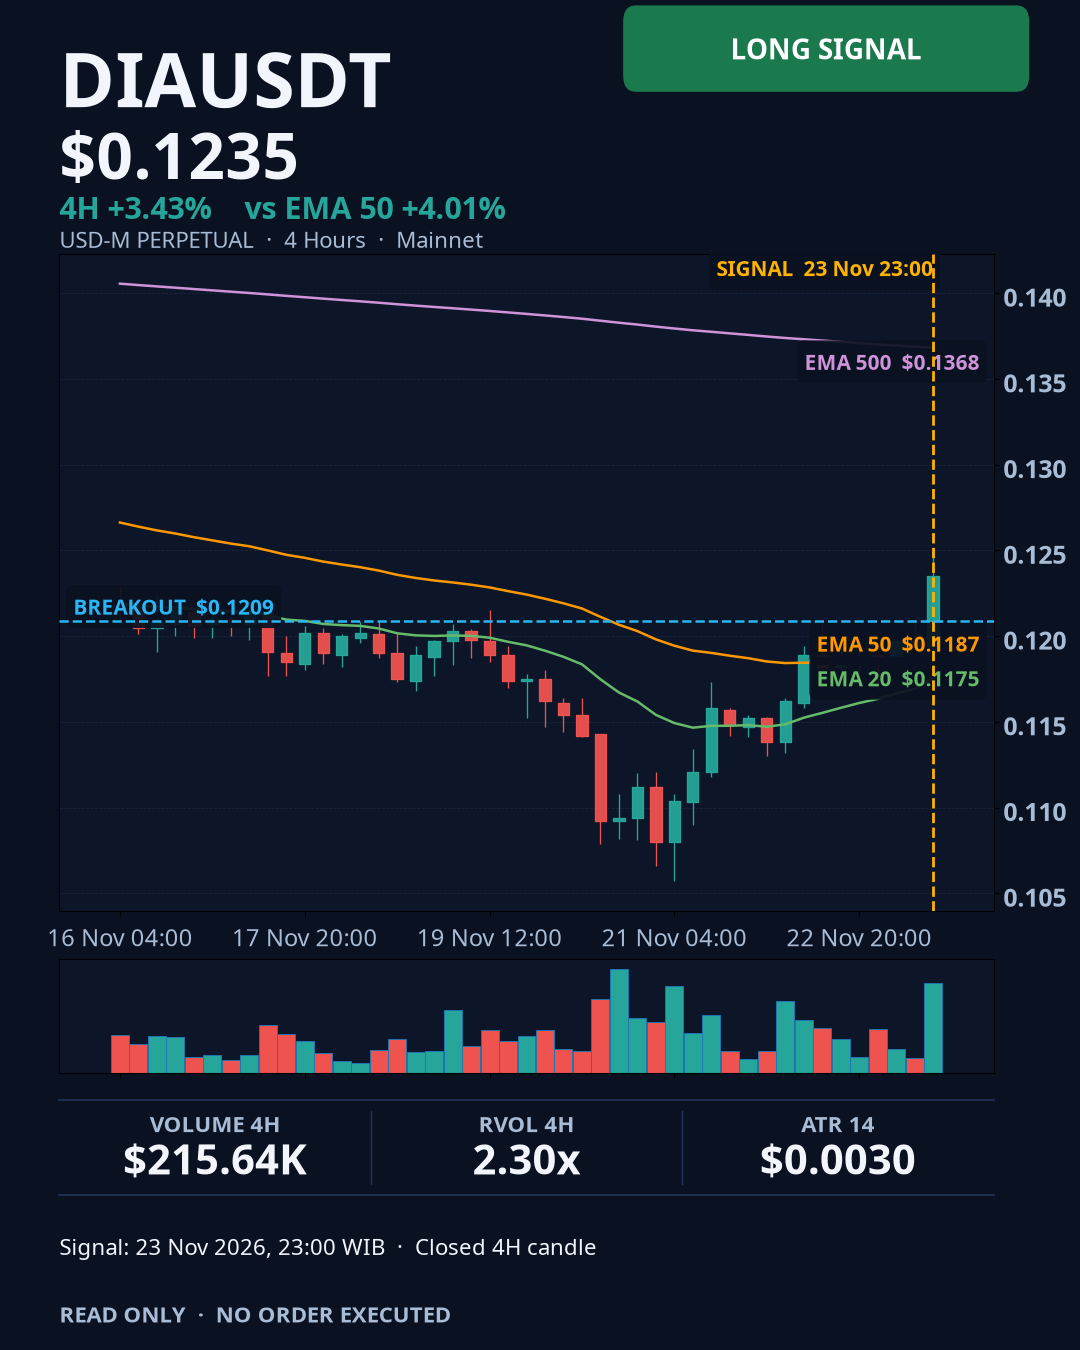 LONG SIGNAL
DIAUSDT
$0.1235
4H +3.43% vs EMA 50 +4.01%
USD-M PERPETUAL · 4 Hours · Mainnet
SIGNAL 23 Nov 23:00
0.140
EMA 500 $0.1368
0.135
0.130
0.125
BREAKOUT $0.1209
0.120
EMA 50 $0.1187
EMA 20 $0.1175
0.115
0.110
0.105
16 Nov 04:00 17 Nov 20:00 19 Nov 12:00 21 Nov 04:00 22 Nov 20:00
VOLUME 4H RVOL 4H ATR 14
$215.64K 2.30x $0.0030
Signal: 23 Nov 2026, 23:00 WIB · Closed 4H candle
READ ONLY · NO ORDER EXECUTED